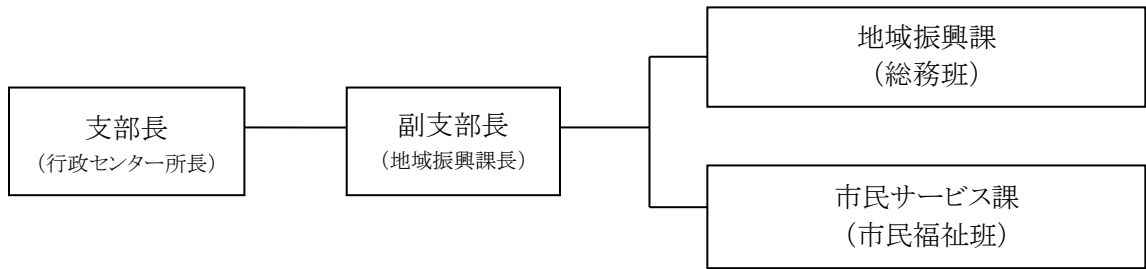 支部長
（行政センター所長）
副支部長
（地域振興課長）
地域振興課
（総務班）
市民サービス課
（市民福祉班）